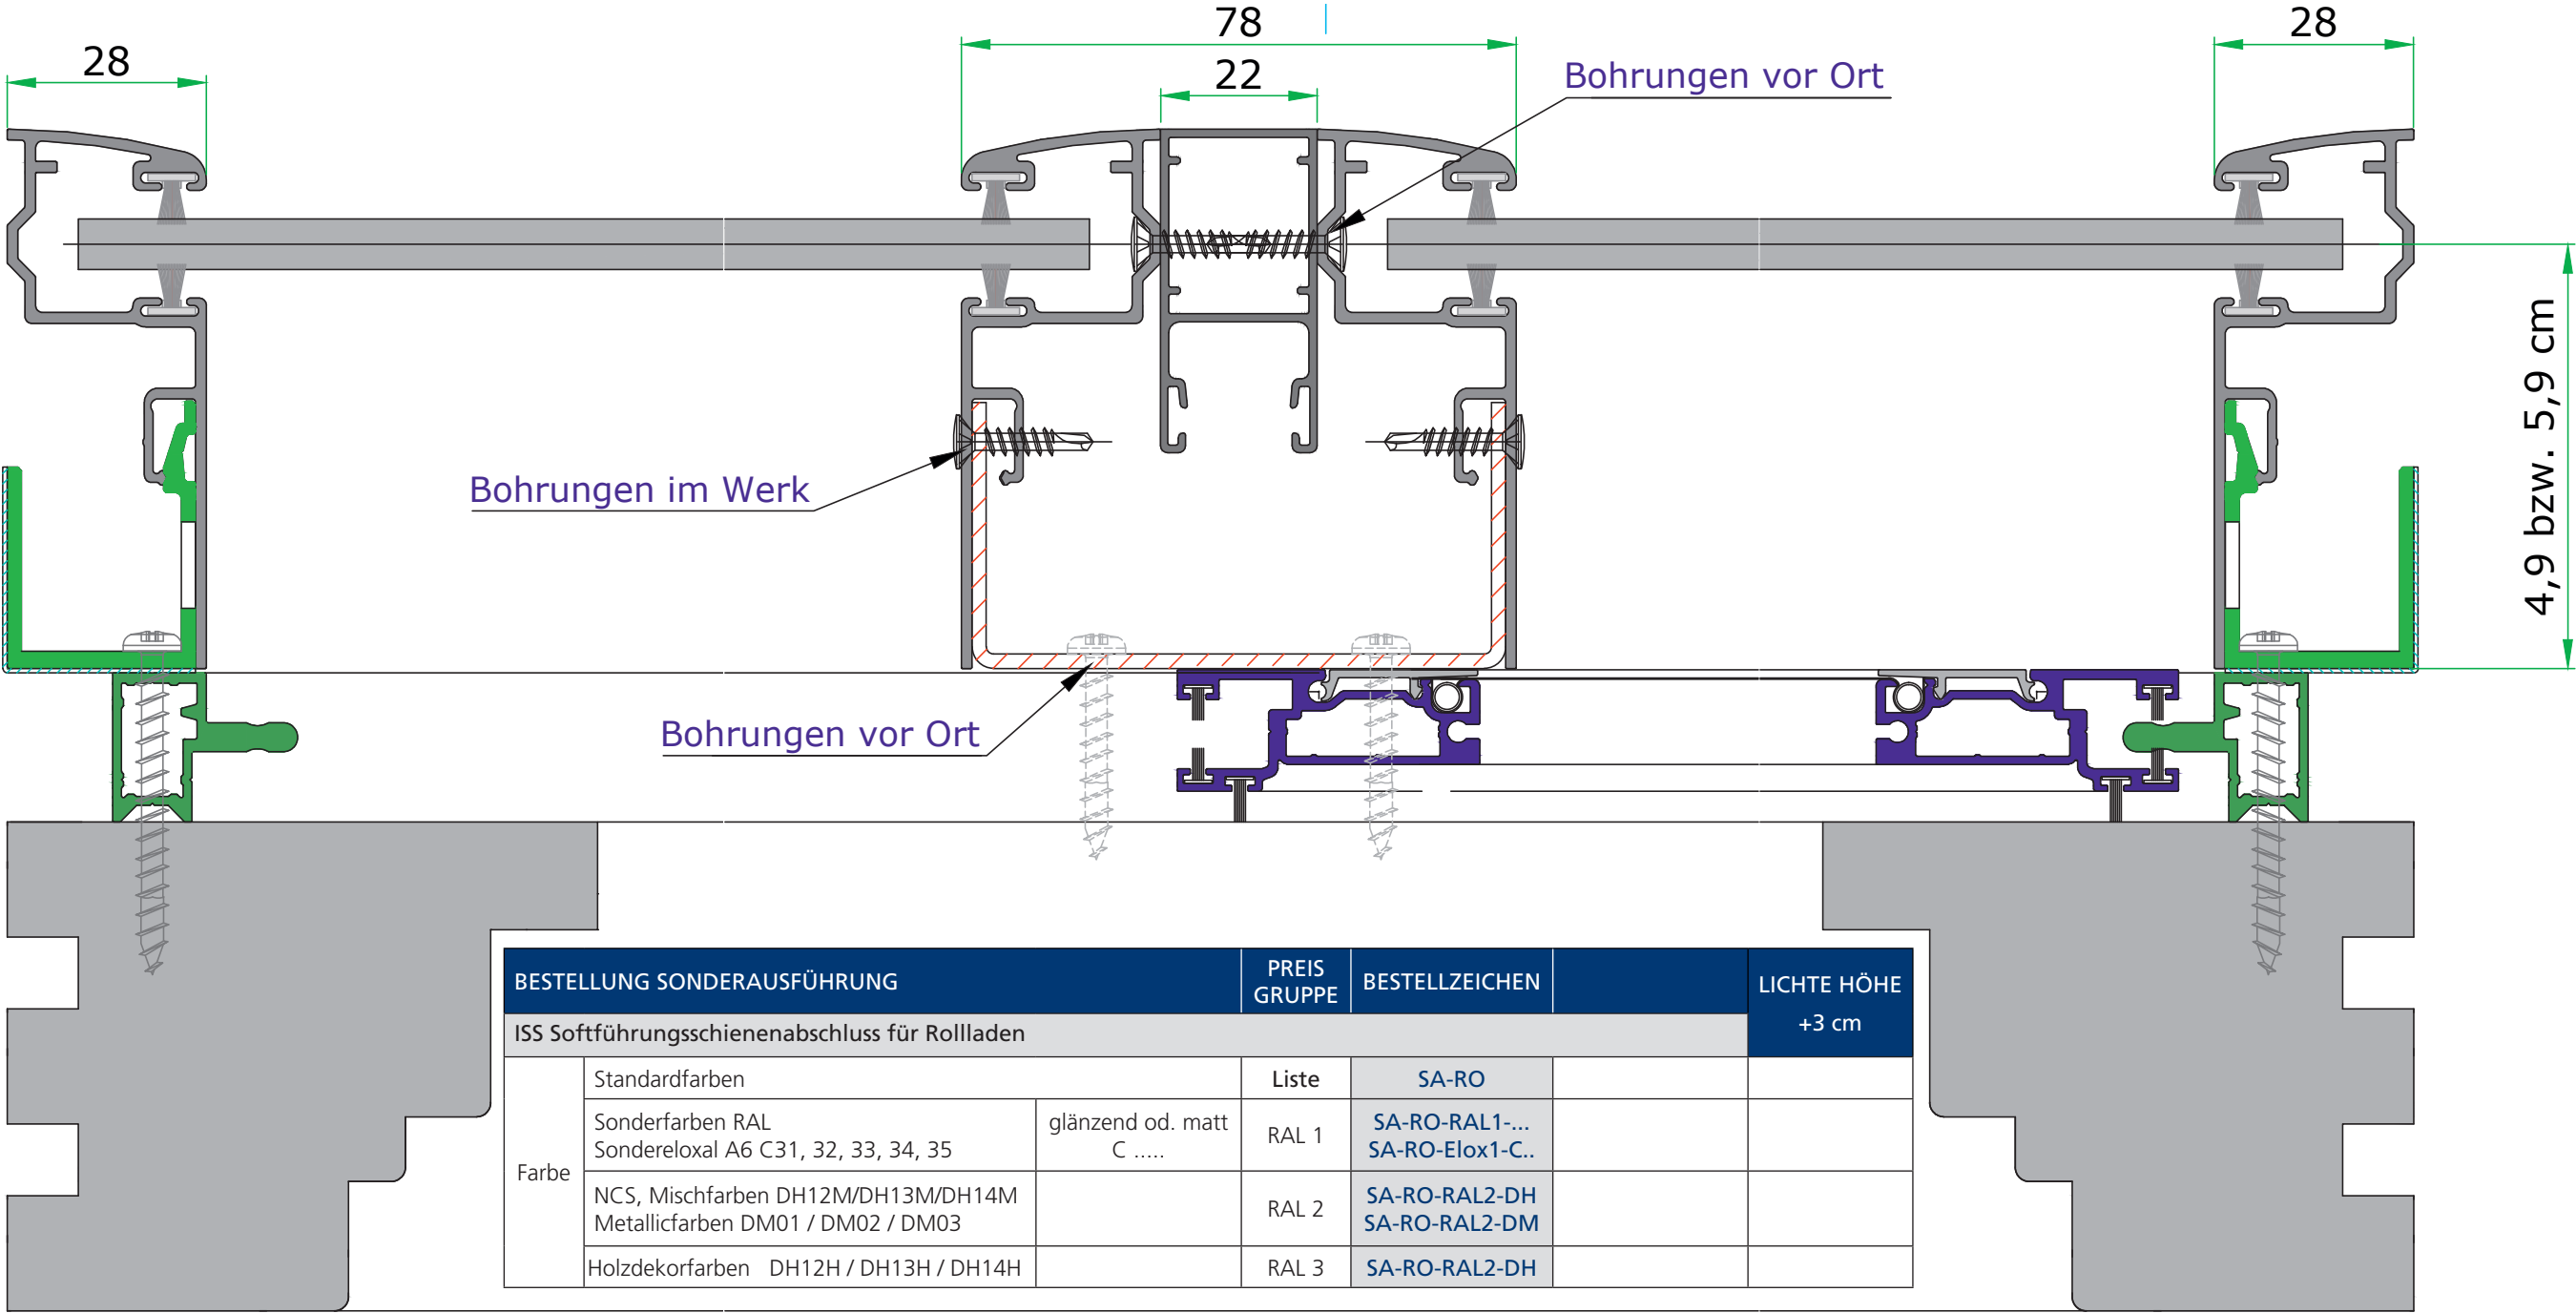 28
78
22
28
Bohrungen vor Ort
Bohrungen im Werk
Bohrungen vor Ort
4,9 bzw. 5,9 cm
BESTELLUNG SONDERAUSFÜHRUNG
PREIS
GRUPPE
BESTELLZEICHEN
LICHTE HÖHE
+3 cm
ISS Softführungsschienenabschluss für Rollladen
Farbe
Standardfarben
Liste
SA-RO
Sonderfarben RAL
Sondereloxal A6 C31, 32, 33, 34, 35
glänzend od. matt
C .....
RAL 1
SA-RO-RAL1-...
SA-RO-Elox1-C..
NCS, Mischfarben DH12M/DH13M/DH14M
Metallicfarben DM01 / DM02 / DM03
RAL 2
SA-RO-RAL2-DH
SA-RO-RAL2-DM
Holzdekorfarben DH12H / DH13H / DH14H
RAL 3
SA-RO-RAL2-DH